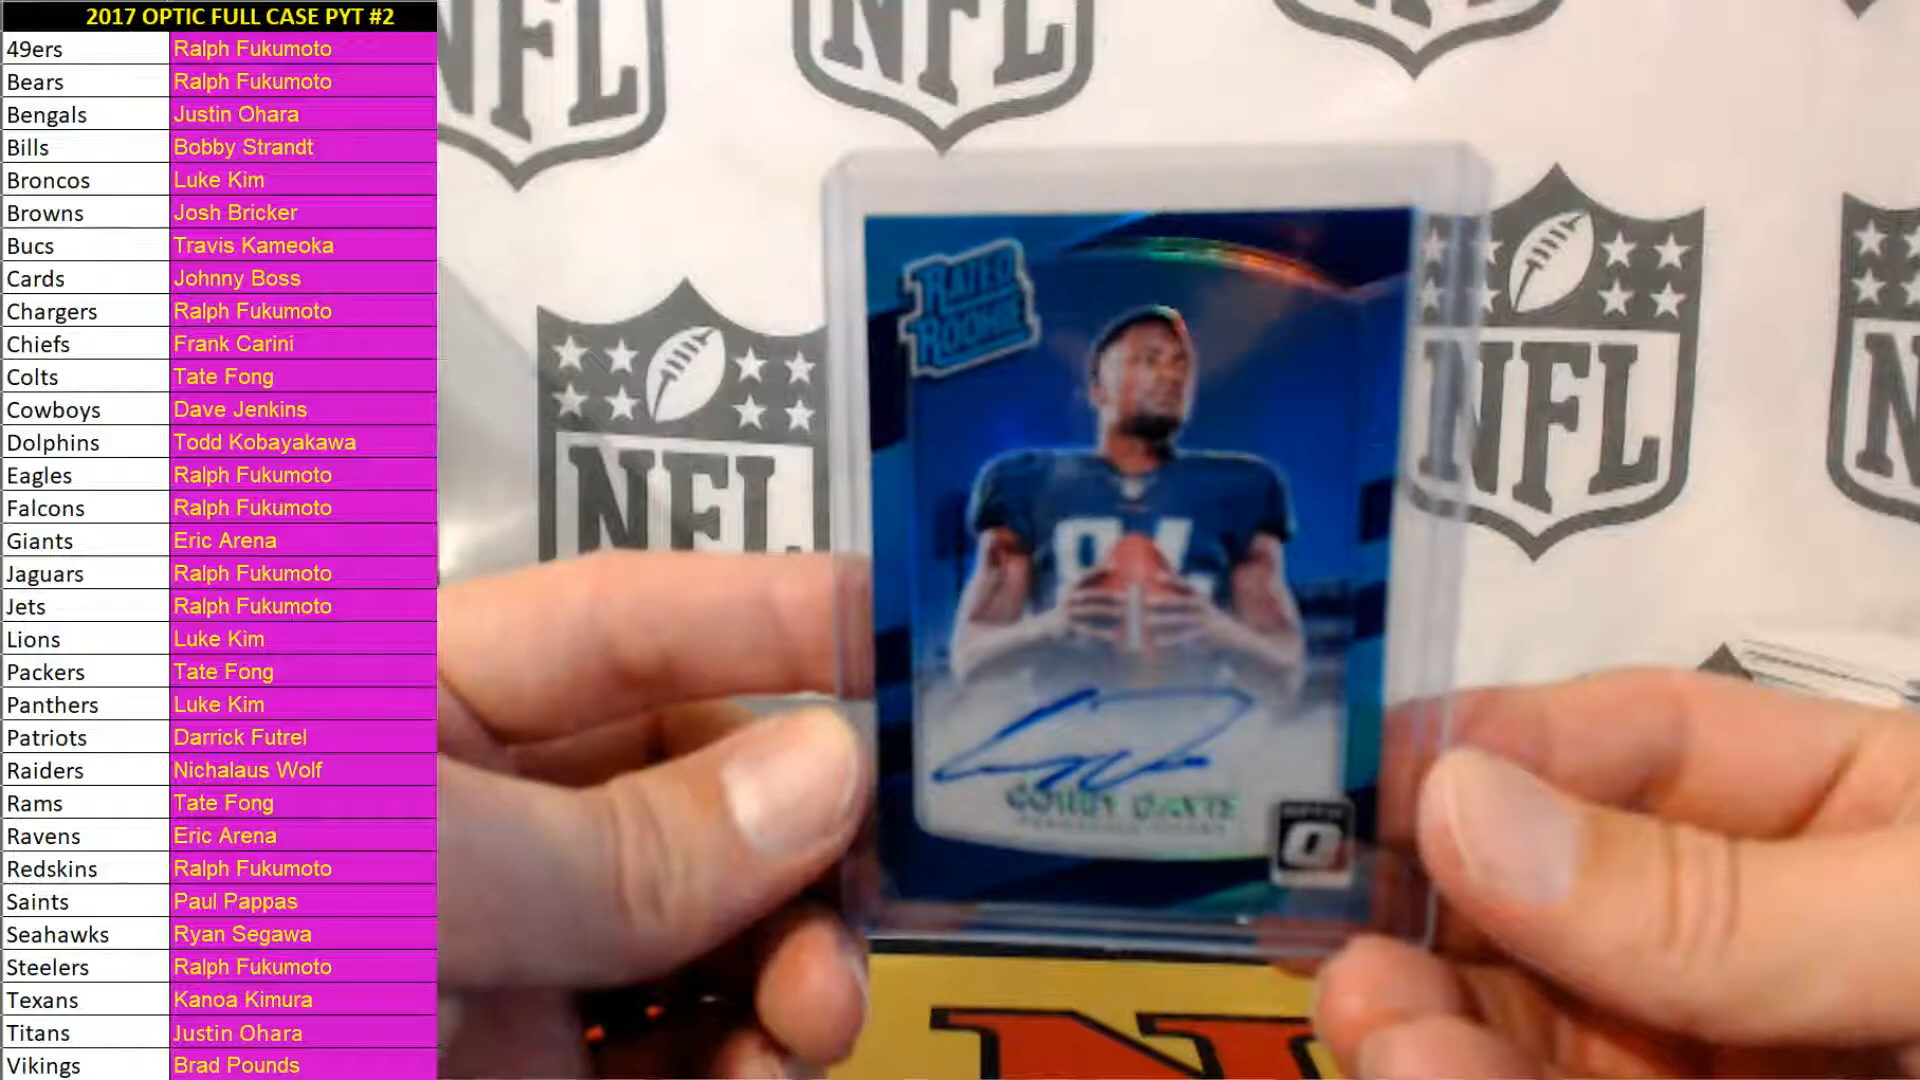 2017 OPTIC FULL CASE PYT #2
49ers Ralph Fukumoto
Bears Ralph Fukumoto
Bengals Justin Ohara
Bills Bobby Strandt
Broncos Luke Kim
Browns Josh Bricker
Bucs Travis Kameoka
Cards Johnny Boss
Chargers Ralph Fukumoto
Chiefs Frank Carini
Colts Tate Fong
Cowboys Dave Jenkins
Dolphins Todd Kobayakawa
Eagles Ralph Fukumoto
Falcons Ralph Fukumoto
Giants Eric Arena
Jaguars Ralph Fukumoto
Jets Ralph Fukumoto
Lions Luke Kim
Packers Tate Fong
Panthers Luke Kim
Patriots Darrick Futrel
Raiders Nichalaus Wolf
Rams Tate Fong
Ravens Eric Arena
Redskins Ralph Fukumoto
Saints Paul Pappas
Seahawks Ryan Segawa
Steelers Ralph Fukumoto
Texans Kanoa Kimura
Titans Justin Ohara
Vikings Brad Pounds
NFL
NFL
NFL
NFL
RATED
ROOKIE
84
COREY DAVIS
OPTIC